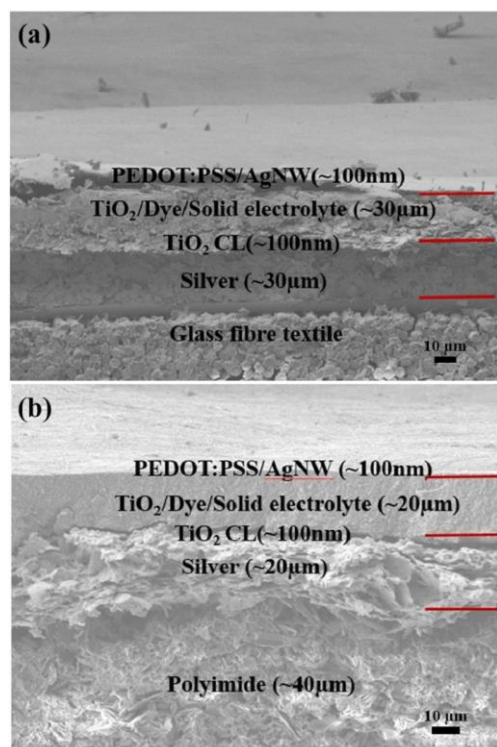 (a)
PEDOT:PSS/AgNW(~100nm)
TiO₂/Dye/Solid electrolyte (~30μm)
TiO₂ CL(~100nm)
Silver (~30μm)
Glass fibre textile
10 μm
(b)
PEDOT:PSS/AgNW (~100nm)
TiO₂/Dye/Solid electrolyte (~20μm)
TiO₂ CL(~100nm)
Silver (~20μm)
Polyimide (~40μm)
10 μm